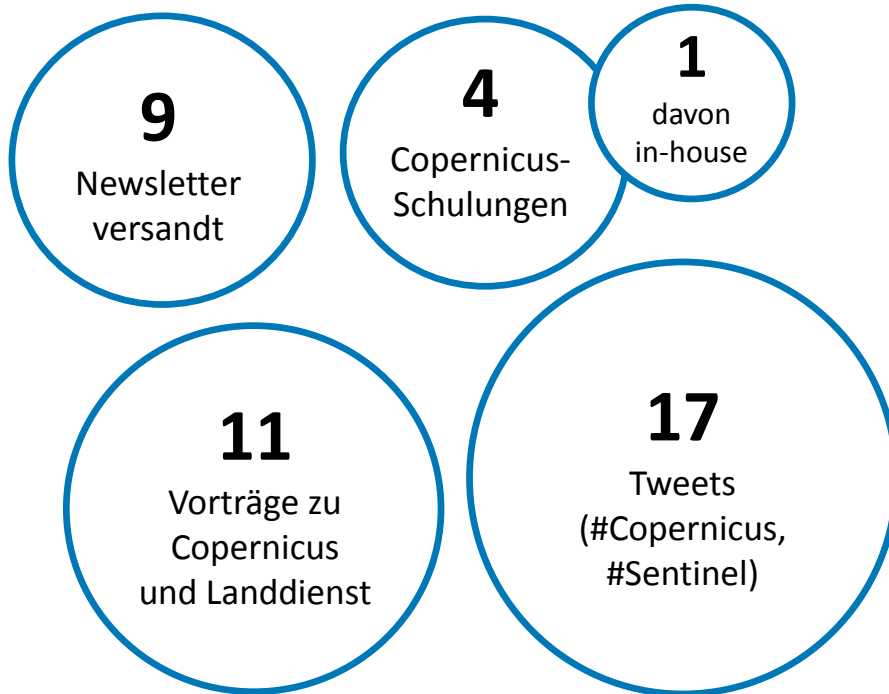 9
Newsletter
versandt
4
Copernicus-
Schulungen
1
davon
in-house
11
Vorträge zu
Copernicus
und Landdienst
17
Tweets
(#Copernicus,
#Sentinel)